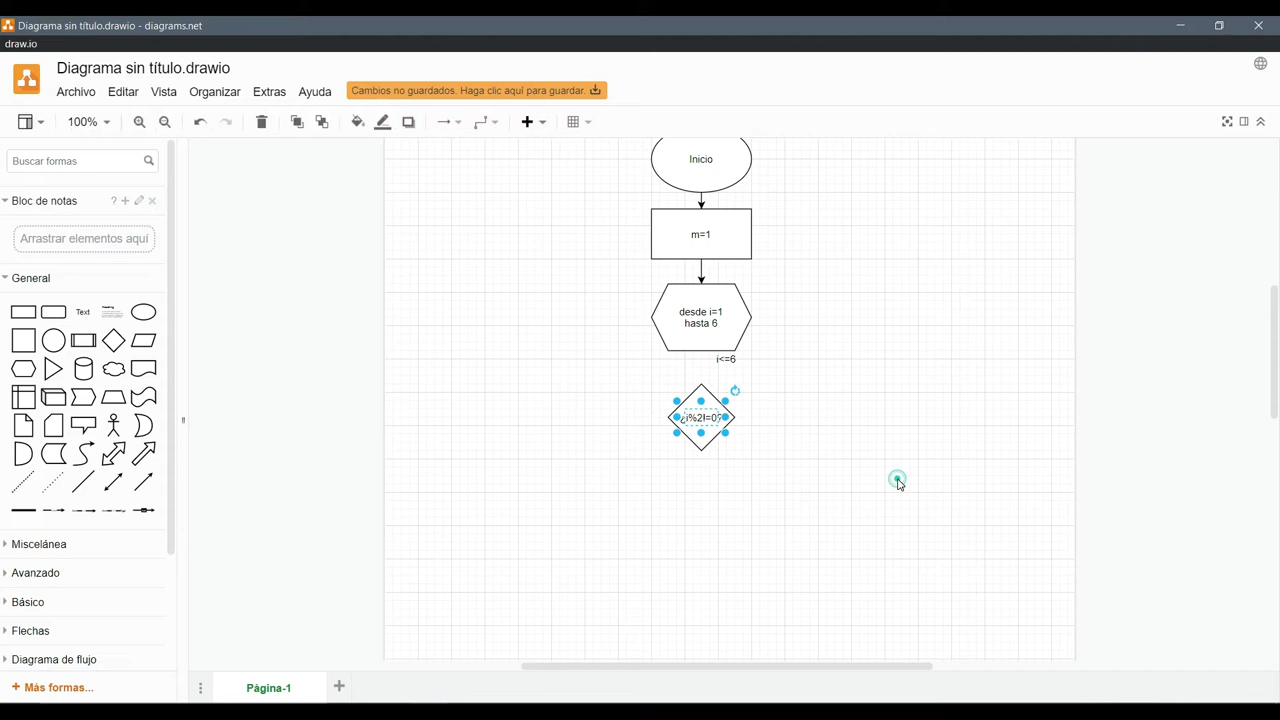 Diagrama sin título.drawio - diagrams.net
draw.io
Diagrama sin título.drawio
Archivo Editar Vista Organizar Extras Ayuda
Cambios no guardados. Haga clic aquí para guardar.
100%
Buscar formas
Bloc de notas
Arrastrar elementos aquí
General
Text
Heading
Misceláneа
Avanzado
Básico
Flechas
Diagrama de flujo
+ Más formas...
Inicio
m=1
desde i=1
hasta 6
i<=6
¿i%2!=0?
Página-1